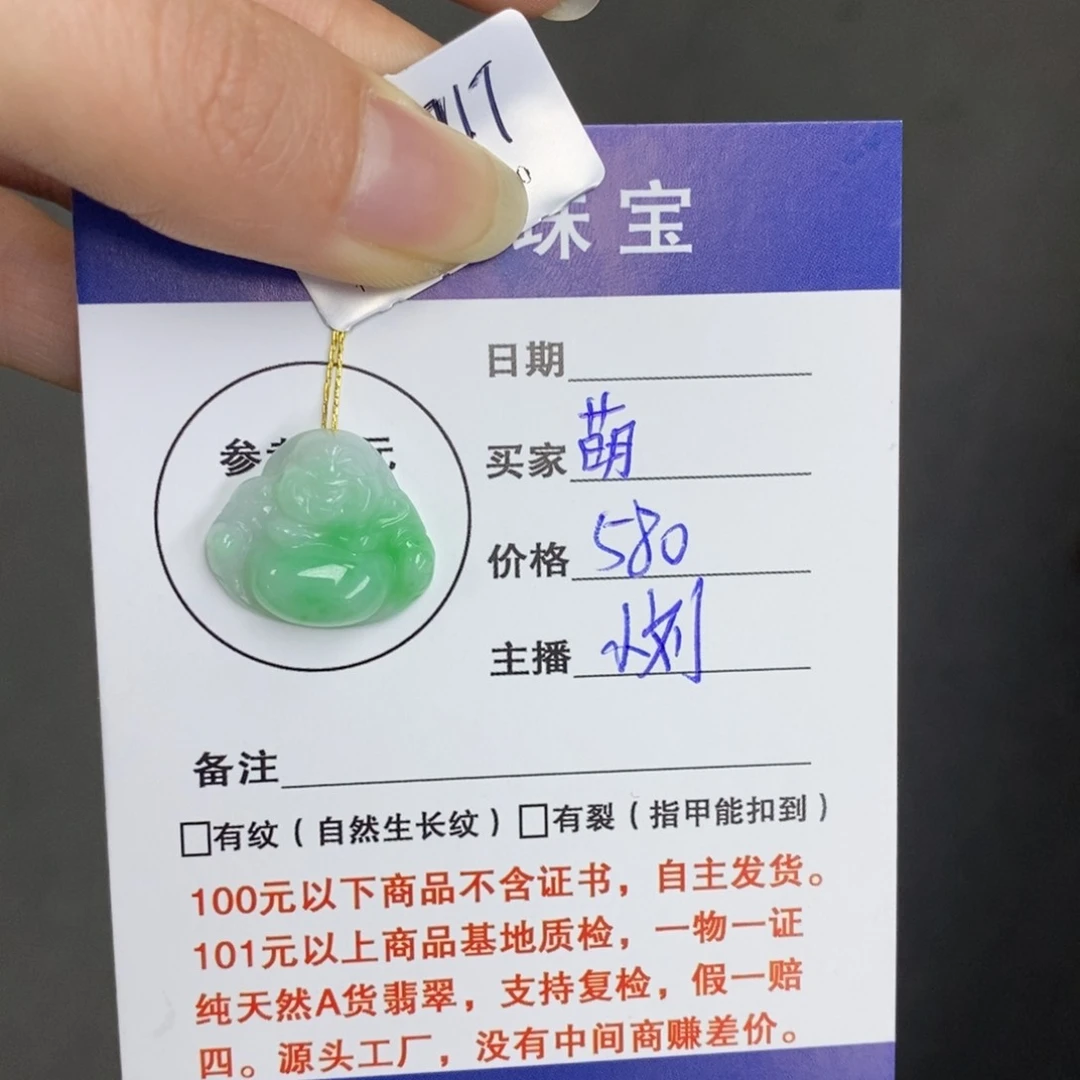 17
珠宝
参考 元
日期
买家 萌
价格 580
主播 小刘
备注
□有纹(自然生长纹)□有裂(指甲能扣到)
100元以下商品不含证书，自主发货。
101元以上商品基地质检，一物一证
纯天然A货翡翠，支持复检，假一赔
四。源头工厂，没有中间商赚差价。